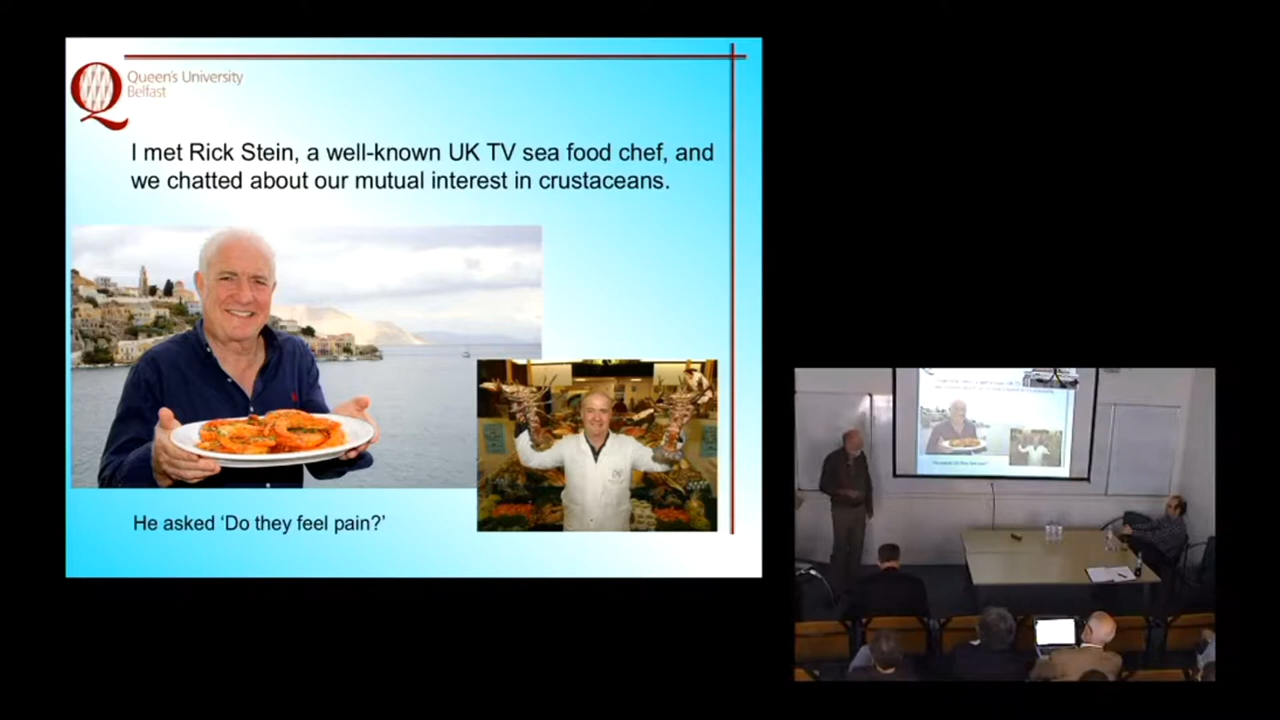 Queen's University
Belfast
I met Rick Stein, a well-known UK TV sea food chef, and
we chatted about our mutual interest in crustaceans.
He asked ‘Do they feel pain?’